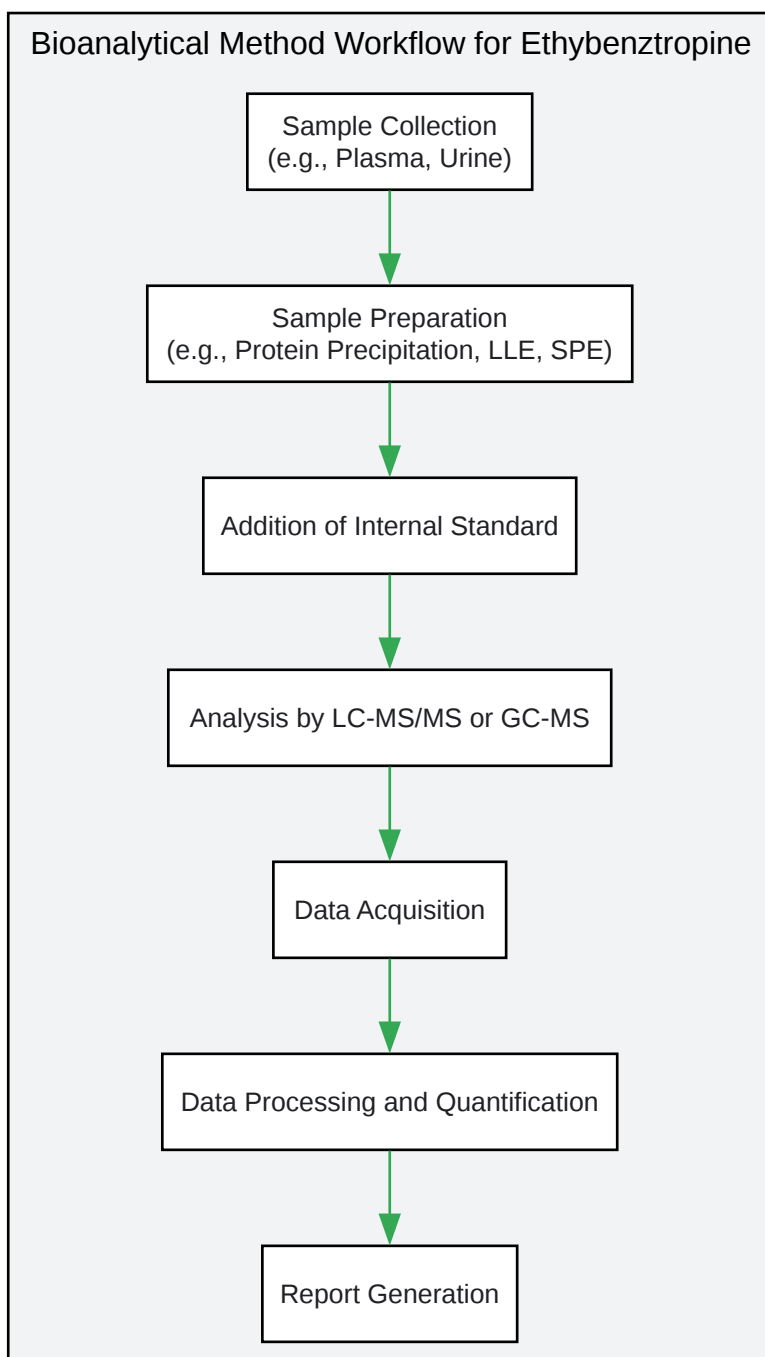 Bioanalytical Method Workflow for Ethybenztropine
Sample Collection
(e.g., Plasma, Urine)
Sample Preparation
(e.g., Protein Precipitation, LLE, SPE)
Addition of Internal Standard
Analysis by LC-MS/MS or GC-MS
Data Acquisition
Data Processing and Quantification
Report Generation